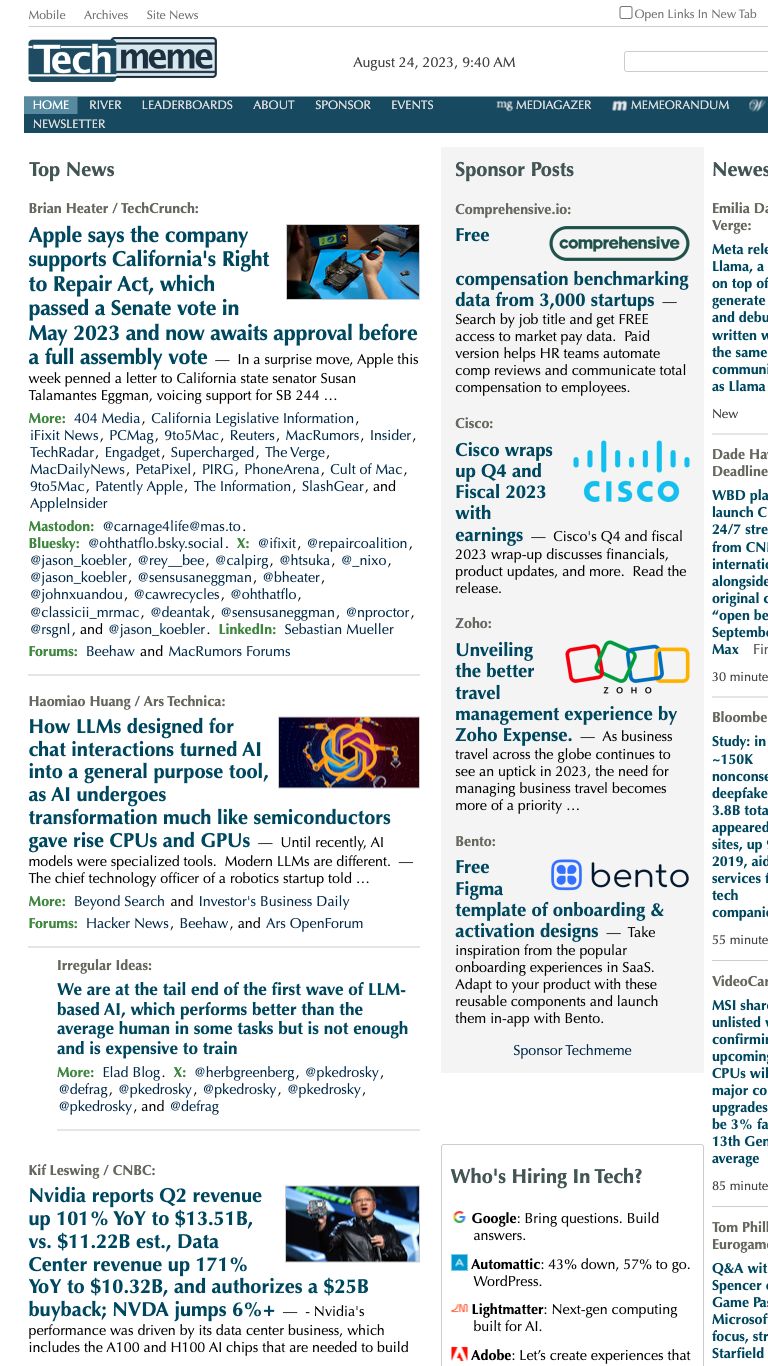 Mobile Archives Site News
Open Links In New Tab
Techmeme
August 24, 2023, 9:40 AM
HOME RIVER LEADERBOARDS ABOUT SPONSOR EVENTS mg MEDIAGAZER m MEMEORANDUM
NEWSLETTER
Top News
Brian Heater / TechCrunch:
Apple says the company
supports California's Right
to Repair Act, which
passed a Senate vote in
May 2023 and now awaits approval before
a full assembly vote — In a surprise move, Apple this
week penned a letter to California state senator Susan
Talamantes Eggman, voicing support for SB 244 …
More: 404 Media, California Legislative Information,
iFixit News, PCMag, 9to5Mac, Reuters, MacRumors, Insider,
TechRadar, Engadget, Supercharged, The Verge,
MacDailyNews, PetaPixel, PIRG, PhoneArena, Cult of Mac,
9to5Mac, Patently Apple, The Information, SlashGear, and
AppleInsider
Mastodon: @carnage4life@mas.to.
Bluesky: @ohthatflo.bsky.social. X: @ifixit, @repaircoalition,
@jason_koebler, @rey__bee, @calpirg, @htsuka, @_nixo,
@jason_koebler, @sensusaneggman, @bheater,
@johnxuandou, @cawrecycles, @ohthatflo,
@classicii_mrmac, @deantak, @sensusaneggman, @nproctor,
@rsgnl, and @jason_koebler. LinkedIn: Sebastian Mueller
Forums: Beehaw and MacRumors Forums
Haomiao Huang / Ars Technica:
How LLMs designed for
chat interactions turned AI
into a general purpose tool,
as AI undergoes
transformation much like semiconductors
gave rise CPUs and GPUs — Until recently, AI
models were specialized tools. Modern LLMs are different. —
The chief technology officer of a robotics startup told …
More: Beyond Search and Investor's Business Daily
Forums: Hacker News, Beehaw, and Ars OpenForum
Irregular Ideas:
We are at the tail end of the first wave of LLM-
based AI, which performs better than the
average human in some tasks but is not enough
and is expensive to train
More: Elad Blog. X: @herbgreenberg, @pkedrosky,
@defrag, @pkedrosky, @pkedrosky, @pkedrosky,
@pkedrosky, and @defrag
Kif Leswing / CNBC:
Nvidia reports Q2 revenue
up 101% YoY to $13.51B,
vs. $11.22B est., Data
Center revenue up 171%
YoY to $10.32B, and authorizes a $25B
buyback; NVDA jumps 6%+ — - Nvidia's
performance was driven by its data center business, which
includes the A100 and H100 AI chips that are needed to build
Sponsor Posts
Comprehensive.io:
comprehensive
Free
compensation benchmarking
data from 3,000 startups —
Search by job title and get FREE
access to market pay data. Paid
version helps HR teams automate
comp reviews and communicate total
compensation to employees.
Cisco:
CISCO
Cisco wraps
up Q4 and
Fiscal 2023
with
earnings — Cisco's Q4 and fiscal
2023 wrap-up discusses financials,
product updates, and more. Read the
release.
Zoho:
ZOHO
Unveiling
the better
travel
management experience by
Zoho Expense. — As business
travel across the globe continues to
see an uptick in 2023, the need for
managing business travel becomes
more of a priority …
Bento:
bento
Free
Figma
template of onboarding &
activation designs — Take
inspiration from the popular
onboarding experiences in SaaS.
Adapt to your product with these
reusable components and launch
them in-app with Bento.
Sponsor Techmeme
Who's Hiring In Tech?
Google: Bring questions. Build
answers.
Automattic: 43% down, 57% to go.
WordPress.
Lightmatter: Next-gen computing
built for AI.
Adobe: Let's create experiences that
Newes
Emilia Da
Verge:
Meta rele
Llama, a
on top of
generate
and debu
written w
the same
communi
as Llama
New
Dade Hay
Deadline
WBD pla
launch C
24/7 stre
from CNN
internatio
alongside
original c
"open be
Septembe
Max Fir
30 minute
Bloombe
Study: in
~150K
nonconse
deepfake
3.8B tota
appeared
sites, up
2019, aid
services f
tech
companie
55 minute
VideoCar
MSI shar
unlisted v
confirmin
upcoming
CPUs wil
major co
upgrades
be 3% fa
13th Gen
average
85 minute
Tom Phill
Eurogame
Q&A wit
Spencer o
Game Pas
Microsof
focus, str
Starfield